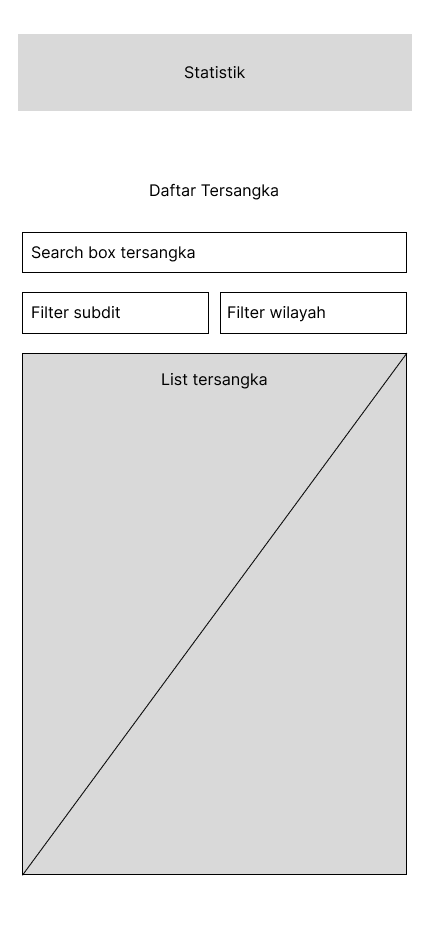 Statistik
Daftar Tersangka
Search box tersangka
Filter subdit
Filter wilayah
List tersangka